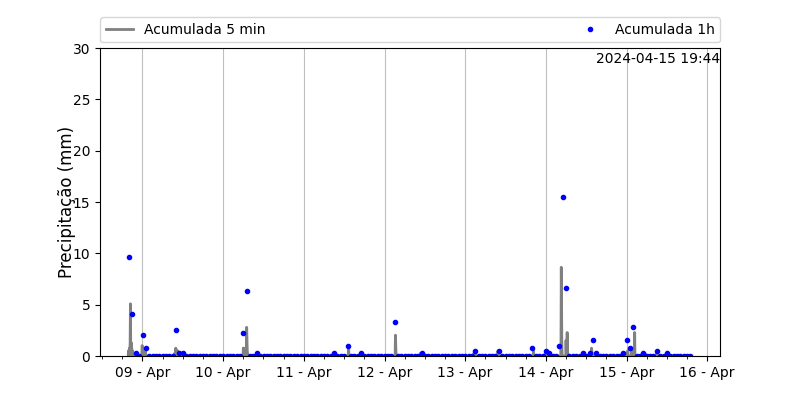 Acumulada 5 min
Acumulada 1h
2024-04-15 19:44
Precipitação (mm)
30
25
20
15
10
5
0
09 - Apr
10 - Apr
11 - Apr
12 - Apr
13 - Apr
14 - Apr
15 - Apr
16 - Apr